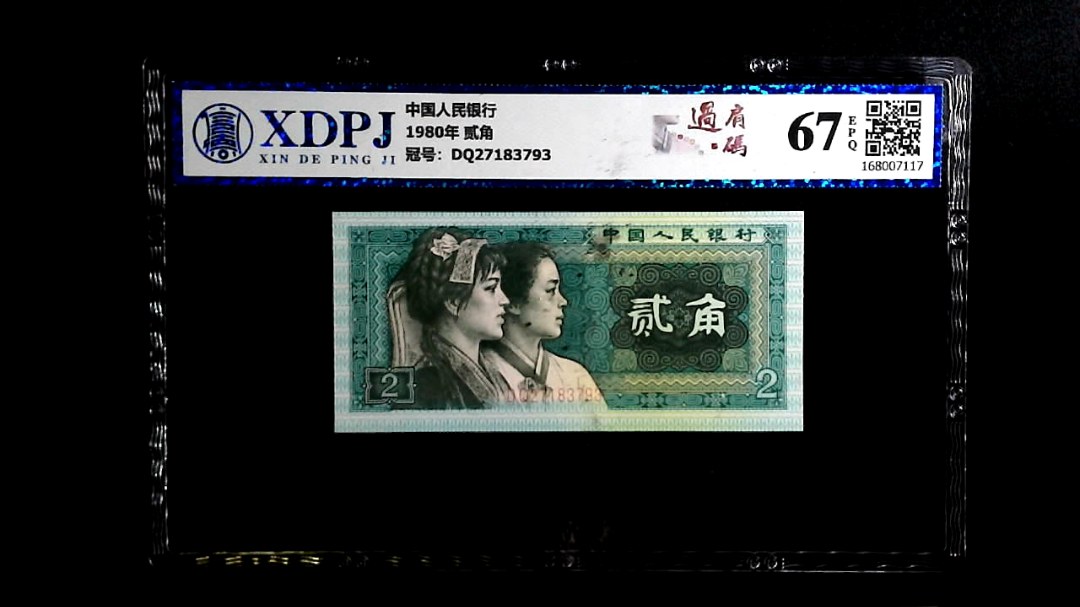 XDPJ
XIN DE PING JI
中国人民银行
1980年 贰角
冠号：DQ27183793
過有
.碼
67
EPQ
168007117
中国人民银行
贰角
2
DQ27183793
2